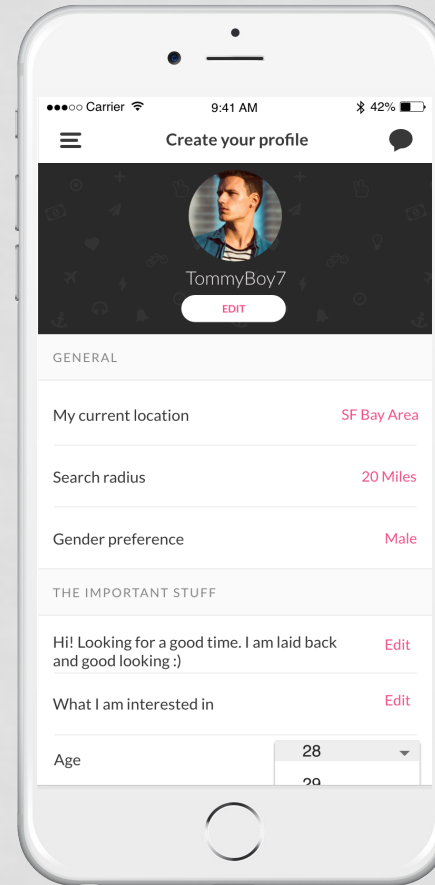 Carrier 9:41 AM 42%
Create your profile
TommyBoy7
EDIT
GENERAL
My current location SF Bay Area
Search radius 20 Miles
Gender preference Male
THE IMPORTANT STUFF
Hi! Looking for a good time. I am laid back Edit
and good looking :)
What I am interested in Edit
Age 28
29